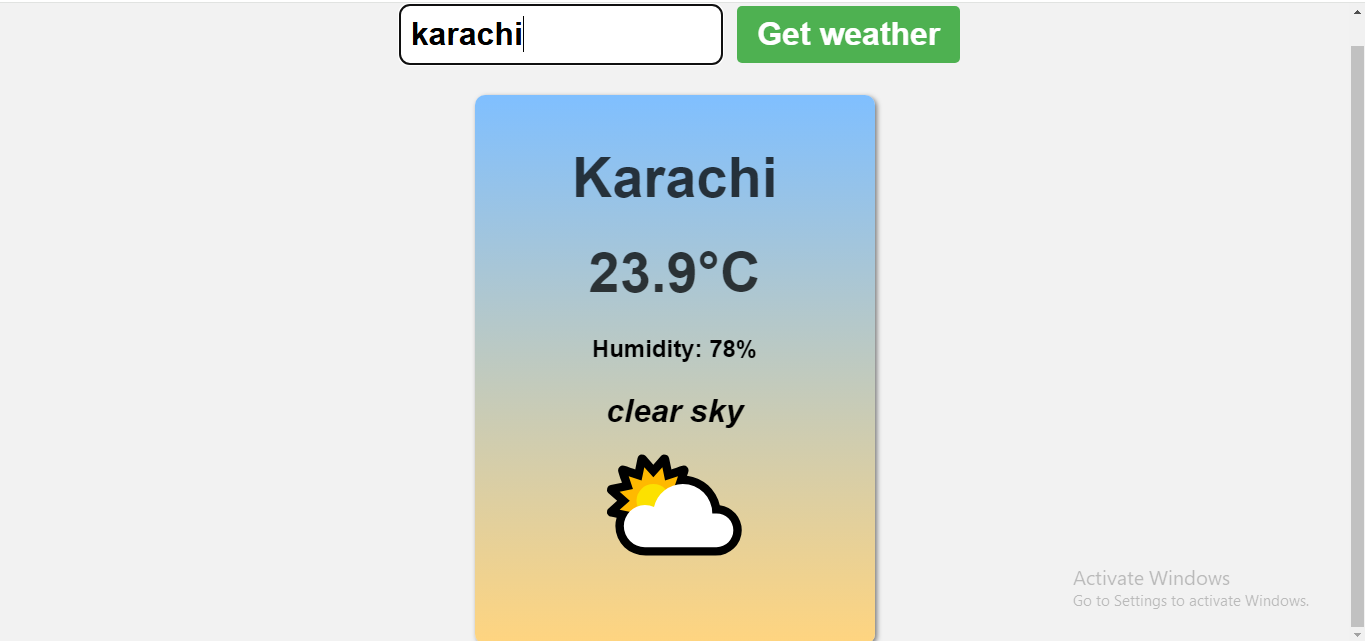 karachi
Get weather
Karachi
23.9°C
Humidity: 78%
clear sky
Activate Windows
Go to Settings to activate Windows.